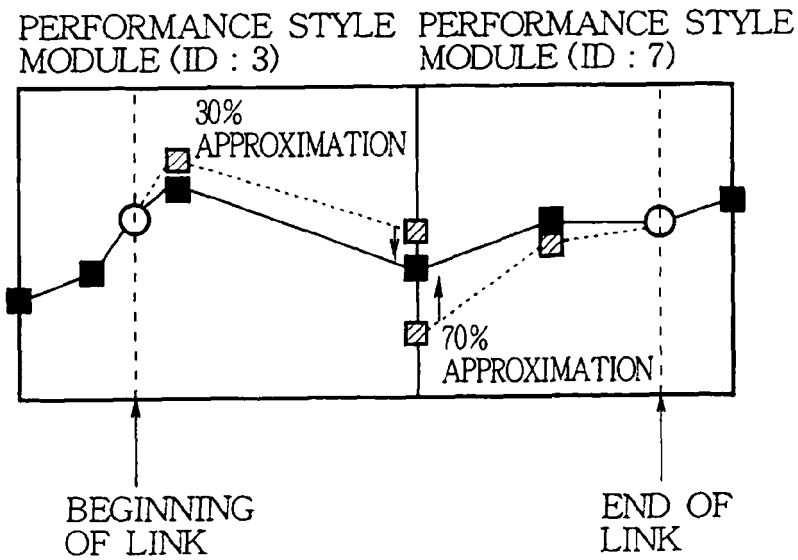 PERFORMANCE STYLE
MODULE (ID : 3)
PERFORMANCE STYLE
MODULE (ID : 7)
30%
APPROXIMATION
70%
APPROXIMATION
BEGINNING
OF LINK
END OF
LINK